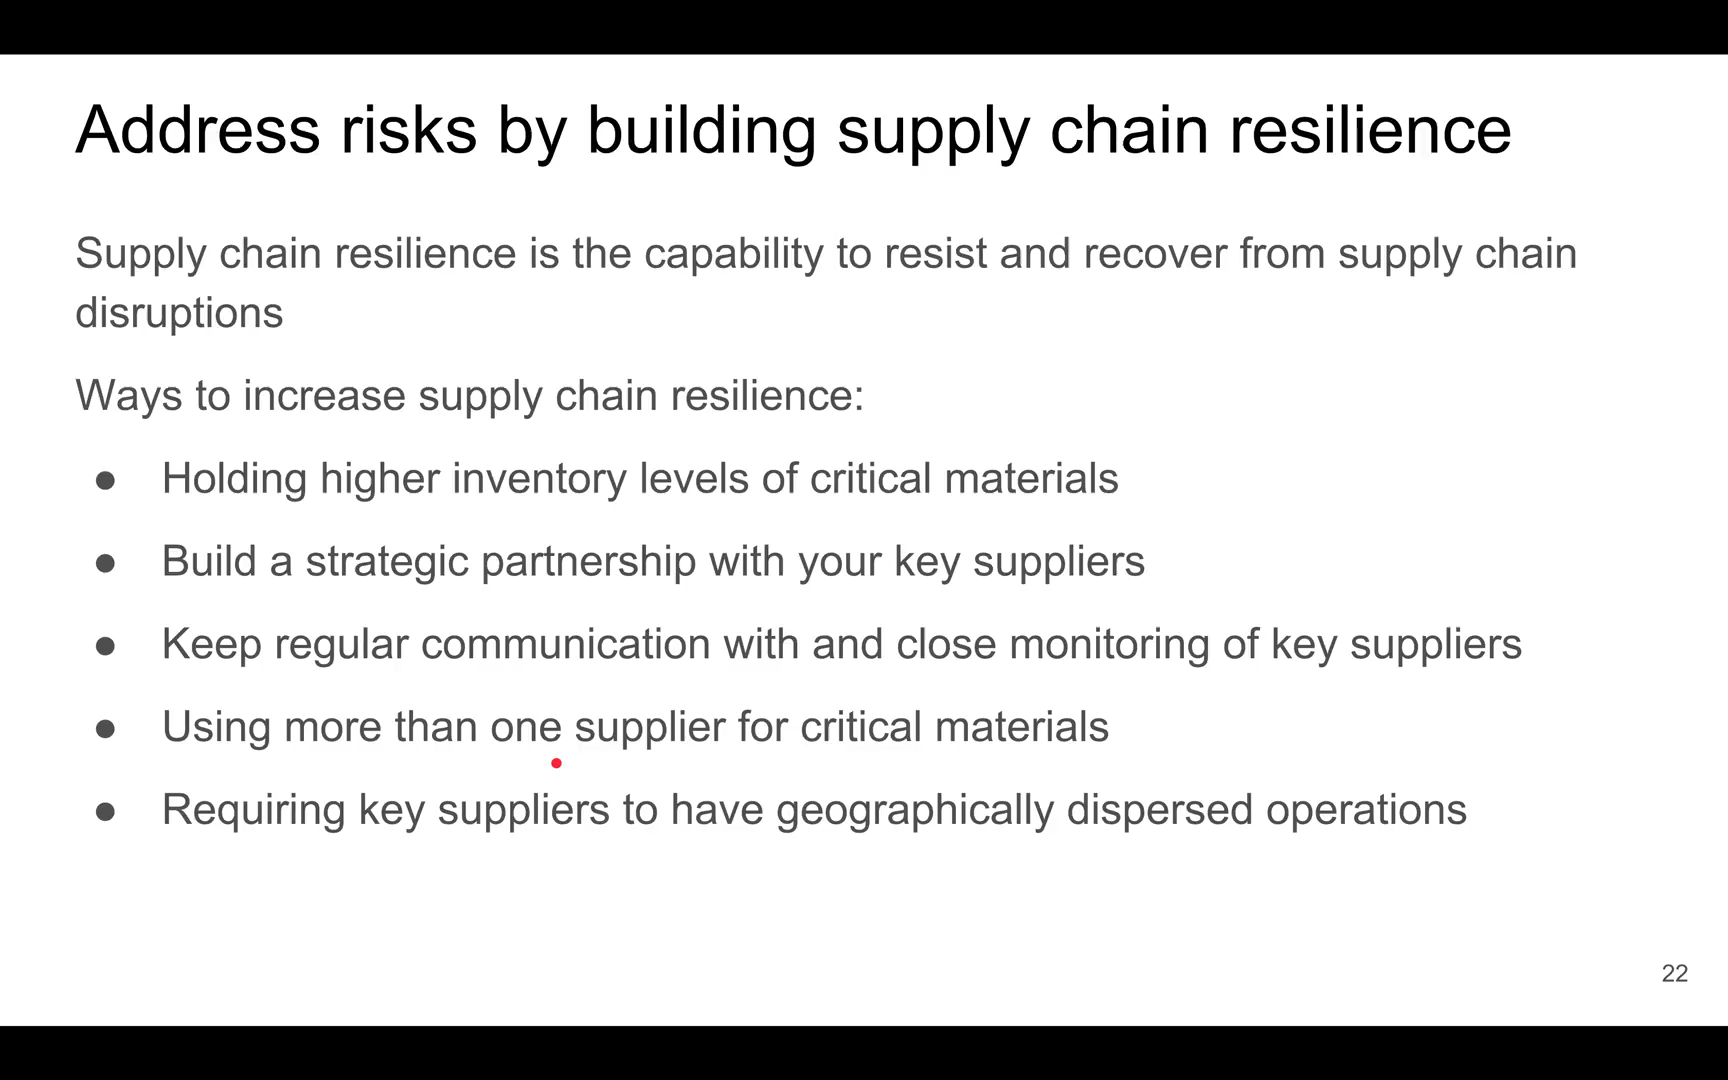 Address risks by building supply chain resilience
Supply chain resilience is the capability to resist and recover from supply chain
disruptions
Ways to increase supply chain resilience:
● Holding higher inventory levels of critical materials
● Build a strategic partnership with your key suppliers
● Keep regular communication with and close monitoring of key suppliers
● Using more than one supplier for critical materials
● Requiring key suppliers to have geographically dispersed operations
22